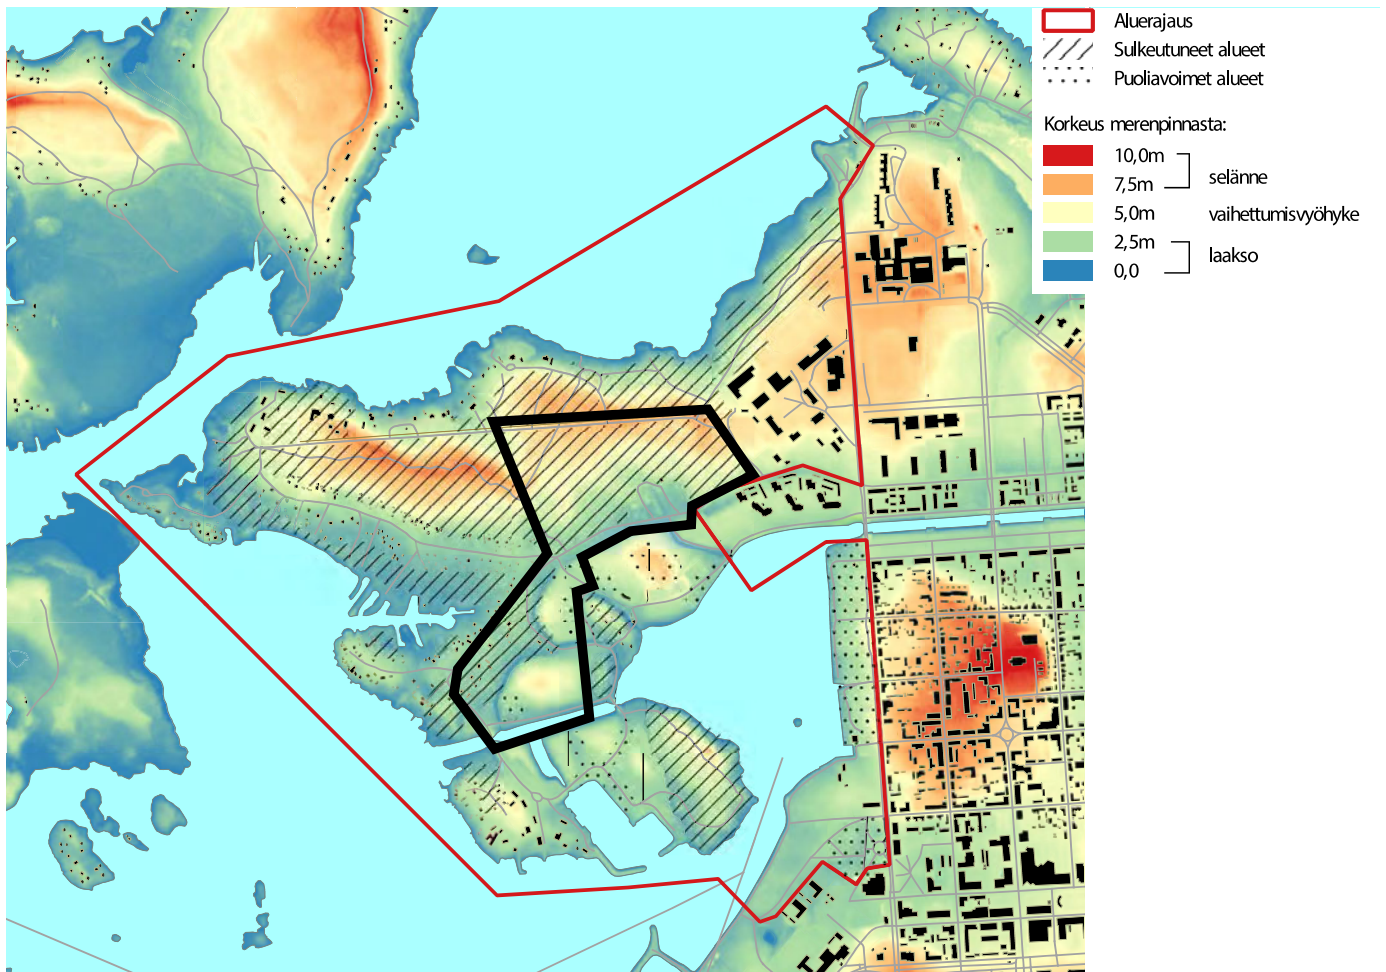 Aluerajaus
Sulkeutuneet alueet
Puoliavoimet alueet
Korkeus merenpinnasta:
10,0m
7,5m
selänne
5,0m
vaihettumisvyöhyke
2,5m
0,0
laakso